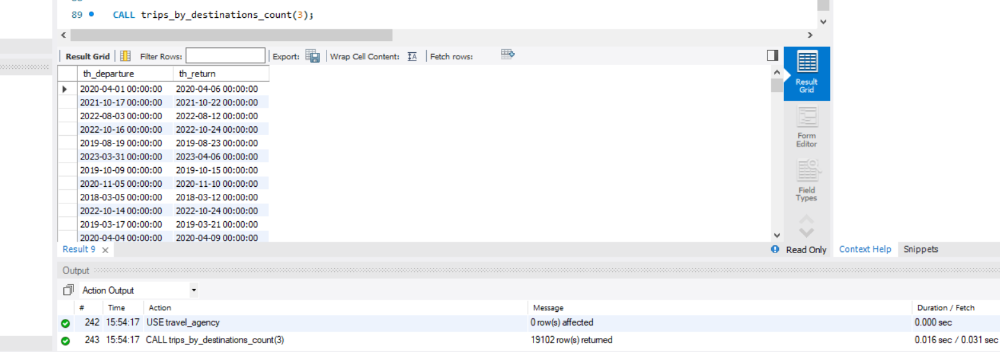 89 CALL trips_by_destinations_count(3);
Result Grid Filter Rows: Export: Wrap Cell Content: Fetch rows:
th_departure th_return
2020-04-01 00:00:00 2020-04-06 00:00:00
2021-10-17 00:00:00 2021-10-22 00:00:00
2022-08-03 00:00:00 2022-08-12 00:00:00
2022-10-16 00:00:00 2022-10-24 00:00:00
2019-08-19 00:00:00 2019-08-23 00:00:00
2023-03-31 00:00:00 2023-04-06 00:00:00
2019-10-09 00:00:00 2019-10-15 00:00:00
2020-11-05 00:00:00 2020-11-10 00:00:00
2018-03-05 00:00:00 2018-03-12 00:00:00
2022-10-14 00:00:00 2022-10-24 00:00:00
2019-03-17 00:00:00 2019-03-21 00:00:00
2020-04-04 00:00:00 2020-04-09 00:00:00
Result
Grid
Form
Editor
Field
Types
Result 9 Read Only Context Help Snippets
Output
Action Output
# Time Action Message Duration / Fetch
242 15:54:17 USE travel_agency 0 row(s) affected 0.000 sec
243 15:54:17 CALL trips_by_destinations_count(3) 19102 row(s) returned 0.016 sec / 0.031 sec